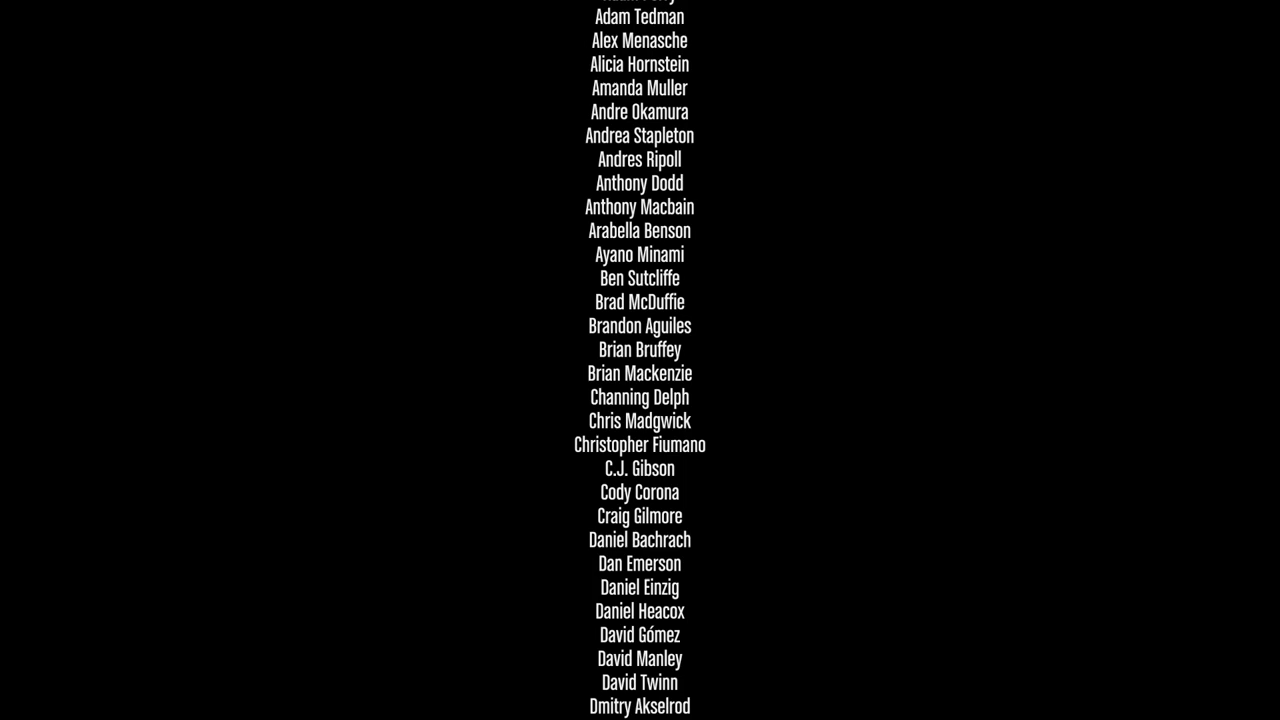 Adam Tedman
Alex Menasche
Alicia Hornstein
Amanda Muller
Andre Okamura
Andrea Stapleton
Andres Ripoll
Anthony Dodd
Anthony Macbain
Arabella Benson
Ayano Minami
Ben Sutcliffe
Brad McDuffie
Brandon Aguiles
Brian Bruffey
Brian Mackenzie
Channing Delph
Chris Madgwick
Christopher Fiumano
C.J. Gibson
Cody Corona
Craig Gilmore
Daniel Bachrach
Dan Emerson
Daniel Einzig
Daniel Heacox
David Gómez
David Manley
David Twinn
Dmitry Akselrod